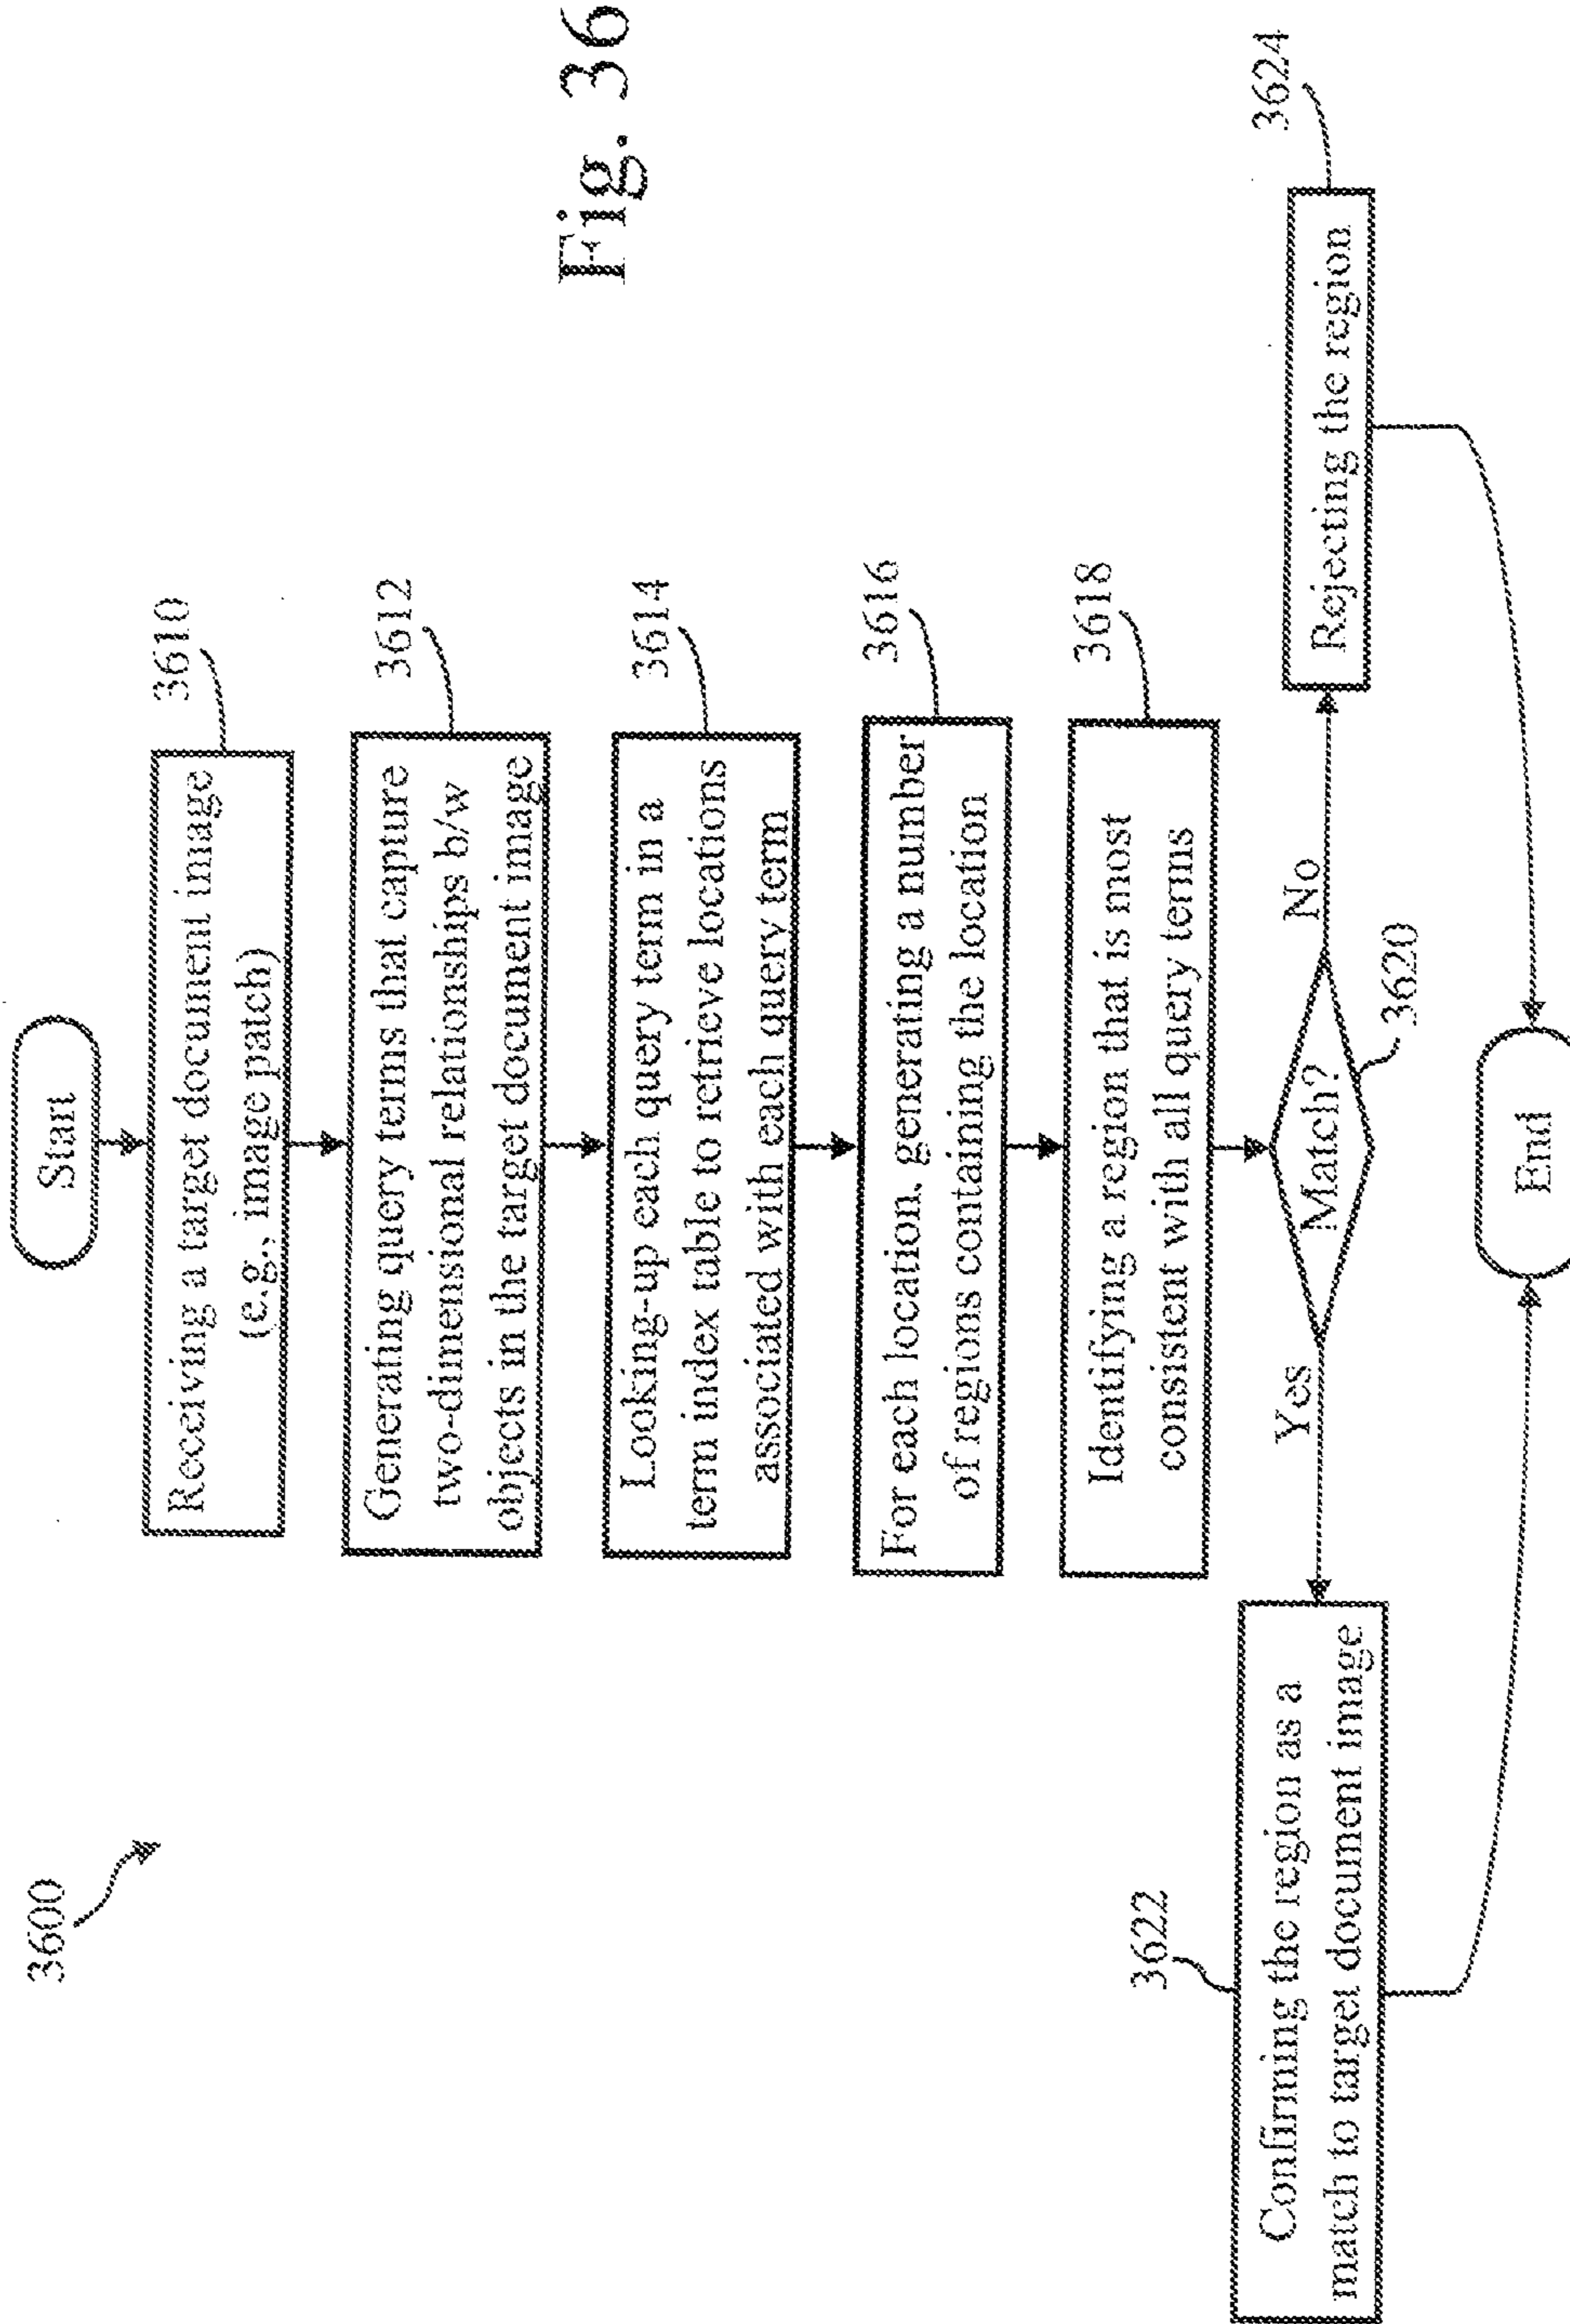 3600
Start
3610
Receiving a target document image
(e.g., image patch)
3612
Generating query terms that capture
two-dimensional relationships b/w
objects in the target document image
3614
Looking-up each query term in a
term index table to retrieve locations
associated with each query term
3616
For each location, generating a number
of regions containing the location
3618
Identifying a region that is most
consistent with all query terms
Match?
3620
Yes
No
3622
Confirming the region as a
match to target document image
3624
Rejecting the region
End
Fig. 36